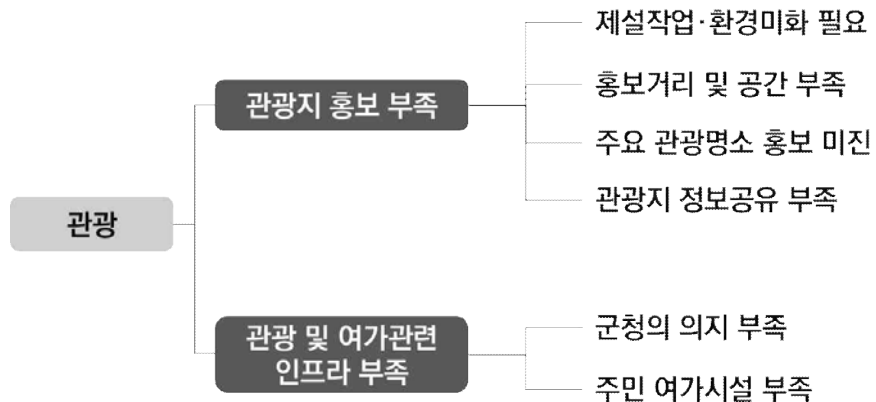 관광
관광지 홍보 부족
제설작업·환경미화 필요
홍보거리 및 공간 부족
주요 관광명소 홍보 미진
관광지 정보공유 부족
관광 및 여가관련
인프라 부족
군청의 의지 부족
주민 여가시설 부족